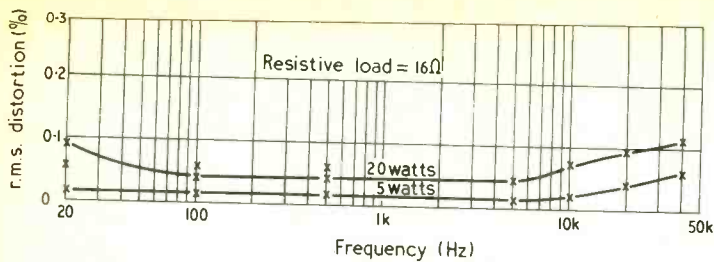 r.m.s. distortion (%)
0·3
0·2
0·1
0
Resistive load = 16Ω
20 watts
5 watts
20
100
1k
10k
50k
Frequency (Hz)